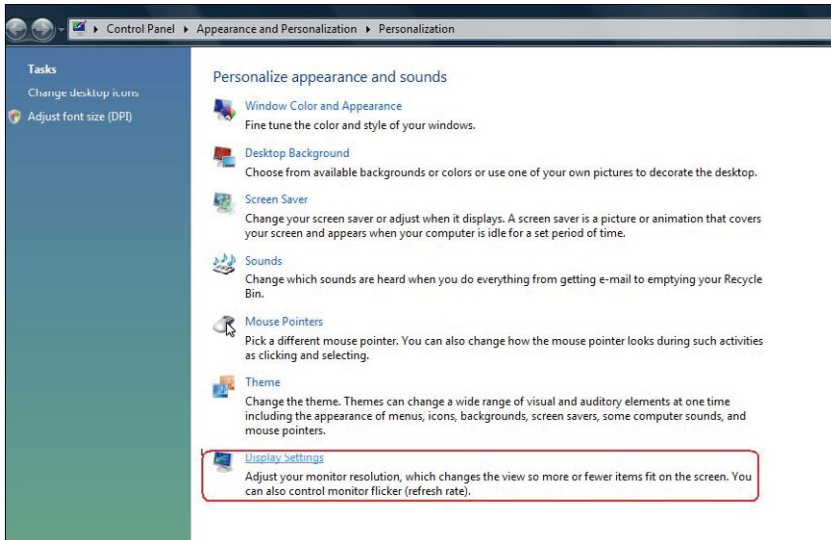 Control Panel ▸ Appearance and Personalization ▸ Personalization
Tasks
Change desktop icons
Adjust font size (DPI)
Personalize appearance and sounds
Window Color and Appearance
Fine tune the color and style of your windows.
Desktop Background
Choose from available backgrounds or colors or use one of your own pictures to decorate the desktop.
Screen Saver
Change your screen saver or adjust when it displays. A screen saver is a picture or animation that covers
your screen and appears when your computer is idle for a set period of time.
Sounds
Change which sounds are heard when you do everything from getting e-mail to emptying your Recycle
Bin.
Mouse Pointers
Pick a different mouse pointer. You can also change how the mouse pointer looks during such activities
as clicking and selecting.
Theme
Change the theme. Themes can change a wide range of visual and auditory elements at one time
including the appearance of menus, icons, backgrounds, screen savers, some computer sounds, and
mouse pointers.
Display Settings
Adjust your monitor resolution, which changes the view so more or fewer items fit on the screen. You
can also control monitor flicker (refresh rate).